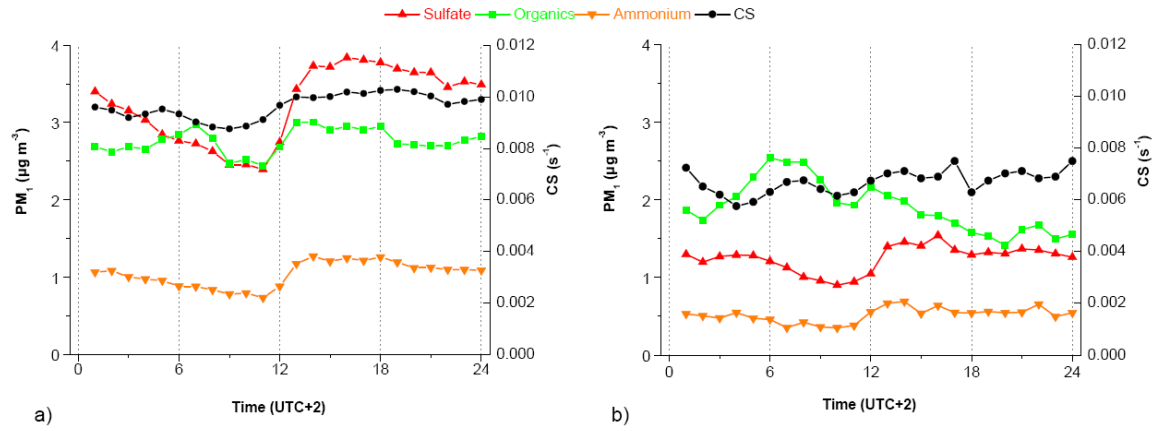 Sulfate Organics Ammonium CS
4
3
2
1
0
PM1 (µg m-3)
0.012
0.010
0.008
0.006
0.004
0.002
0.000
CS (s-1)
0 6 12 18 24
Time (UTC+2)
a)
4
3
2
1
0
PM1 (µg m-3)
0.012
0.010
0.008
0.006
0.004
0.002
0.000
CS (s-1)
0 6 12 18 24
Time (UTC+2)
b)